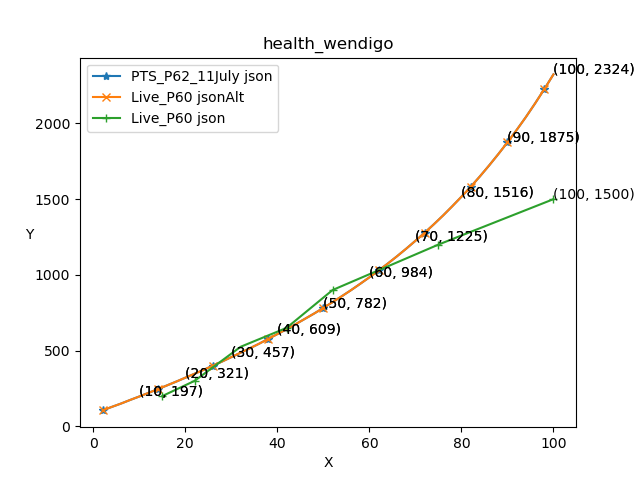 health_wendigo
PTS_P62_11July json
Live_P60 jsonAlt
Live_P60 json
(100, 2324)
(90, 1875)
(80, 1516)
(100, 1500)
(70, 1225)
(60, 984)
(50, 782)
(40, 609)
(30, 457)
(20, 321)
(10, 197)
Y
2000
1500
1000
500
0
0 20 40 60 80 100
X